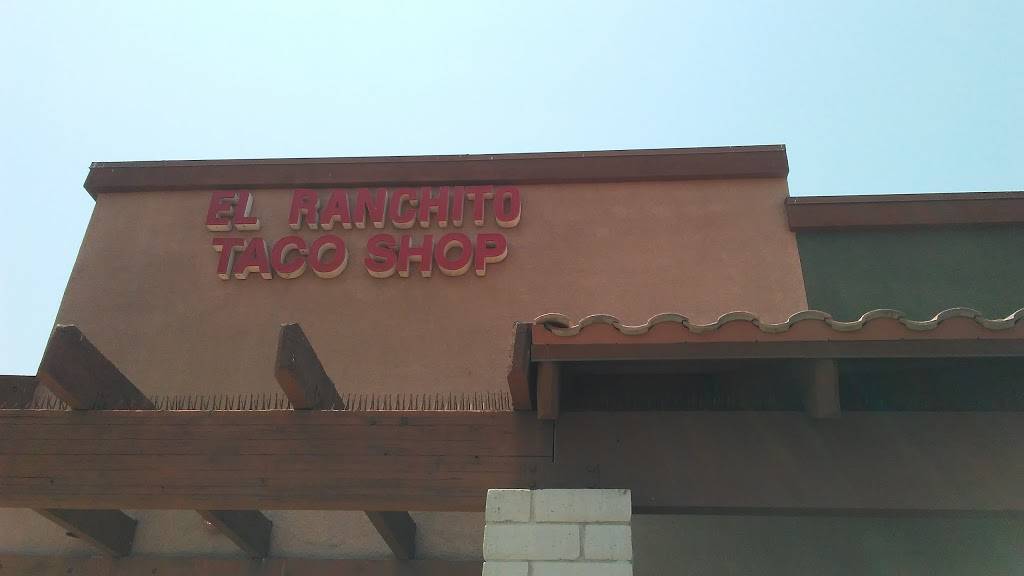 EL RANCHITO
TACO SHOP